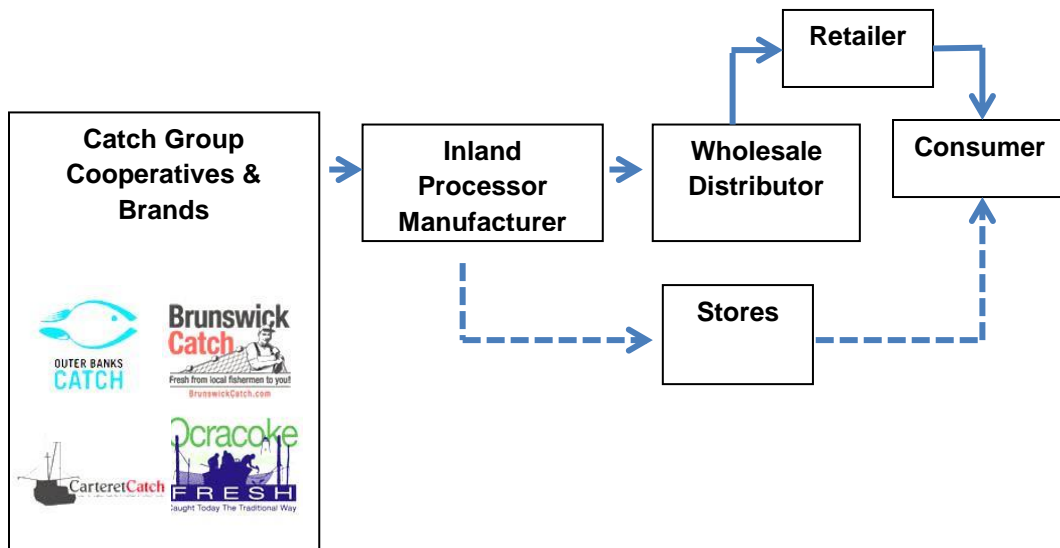 Retailer
Catch Group
Cooperatives &
Brands
Inland
Processor
Manufacturer
Wholesale
Distributor
Consumer
Stores
OUTER BANKS
CATCH
Brunswick
Catch
Fresh from local fishermen to you!
BrunswickCatch.com
CarteretCatch
Ocracoke
FRESH
Caught Today The Traditional Way